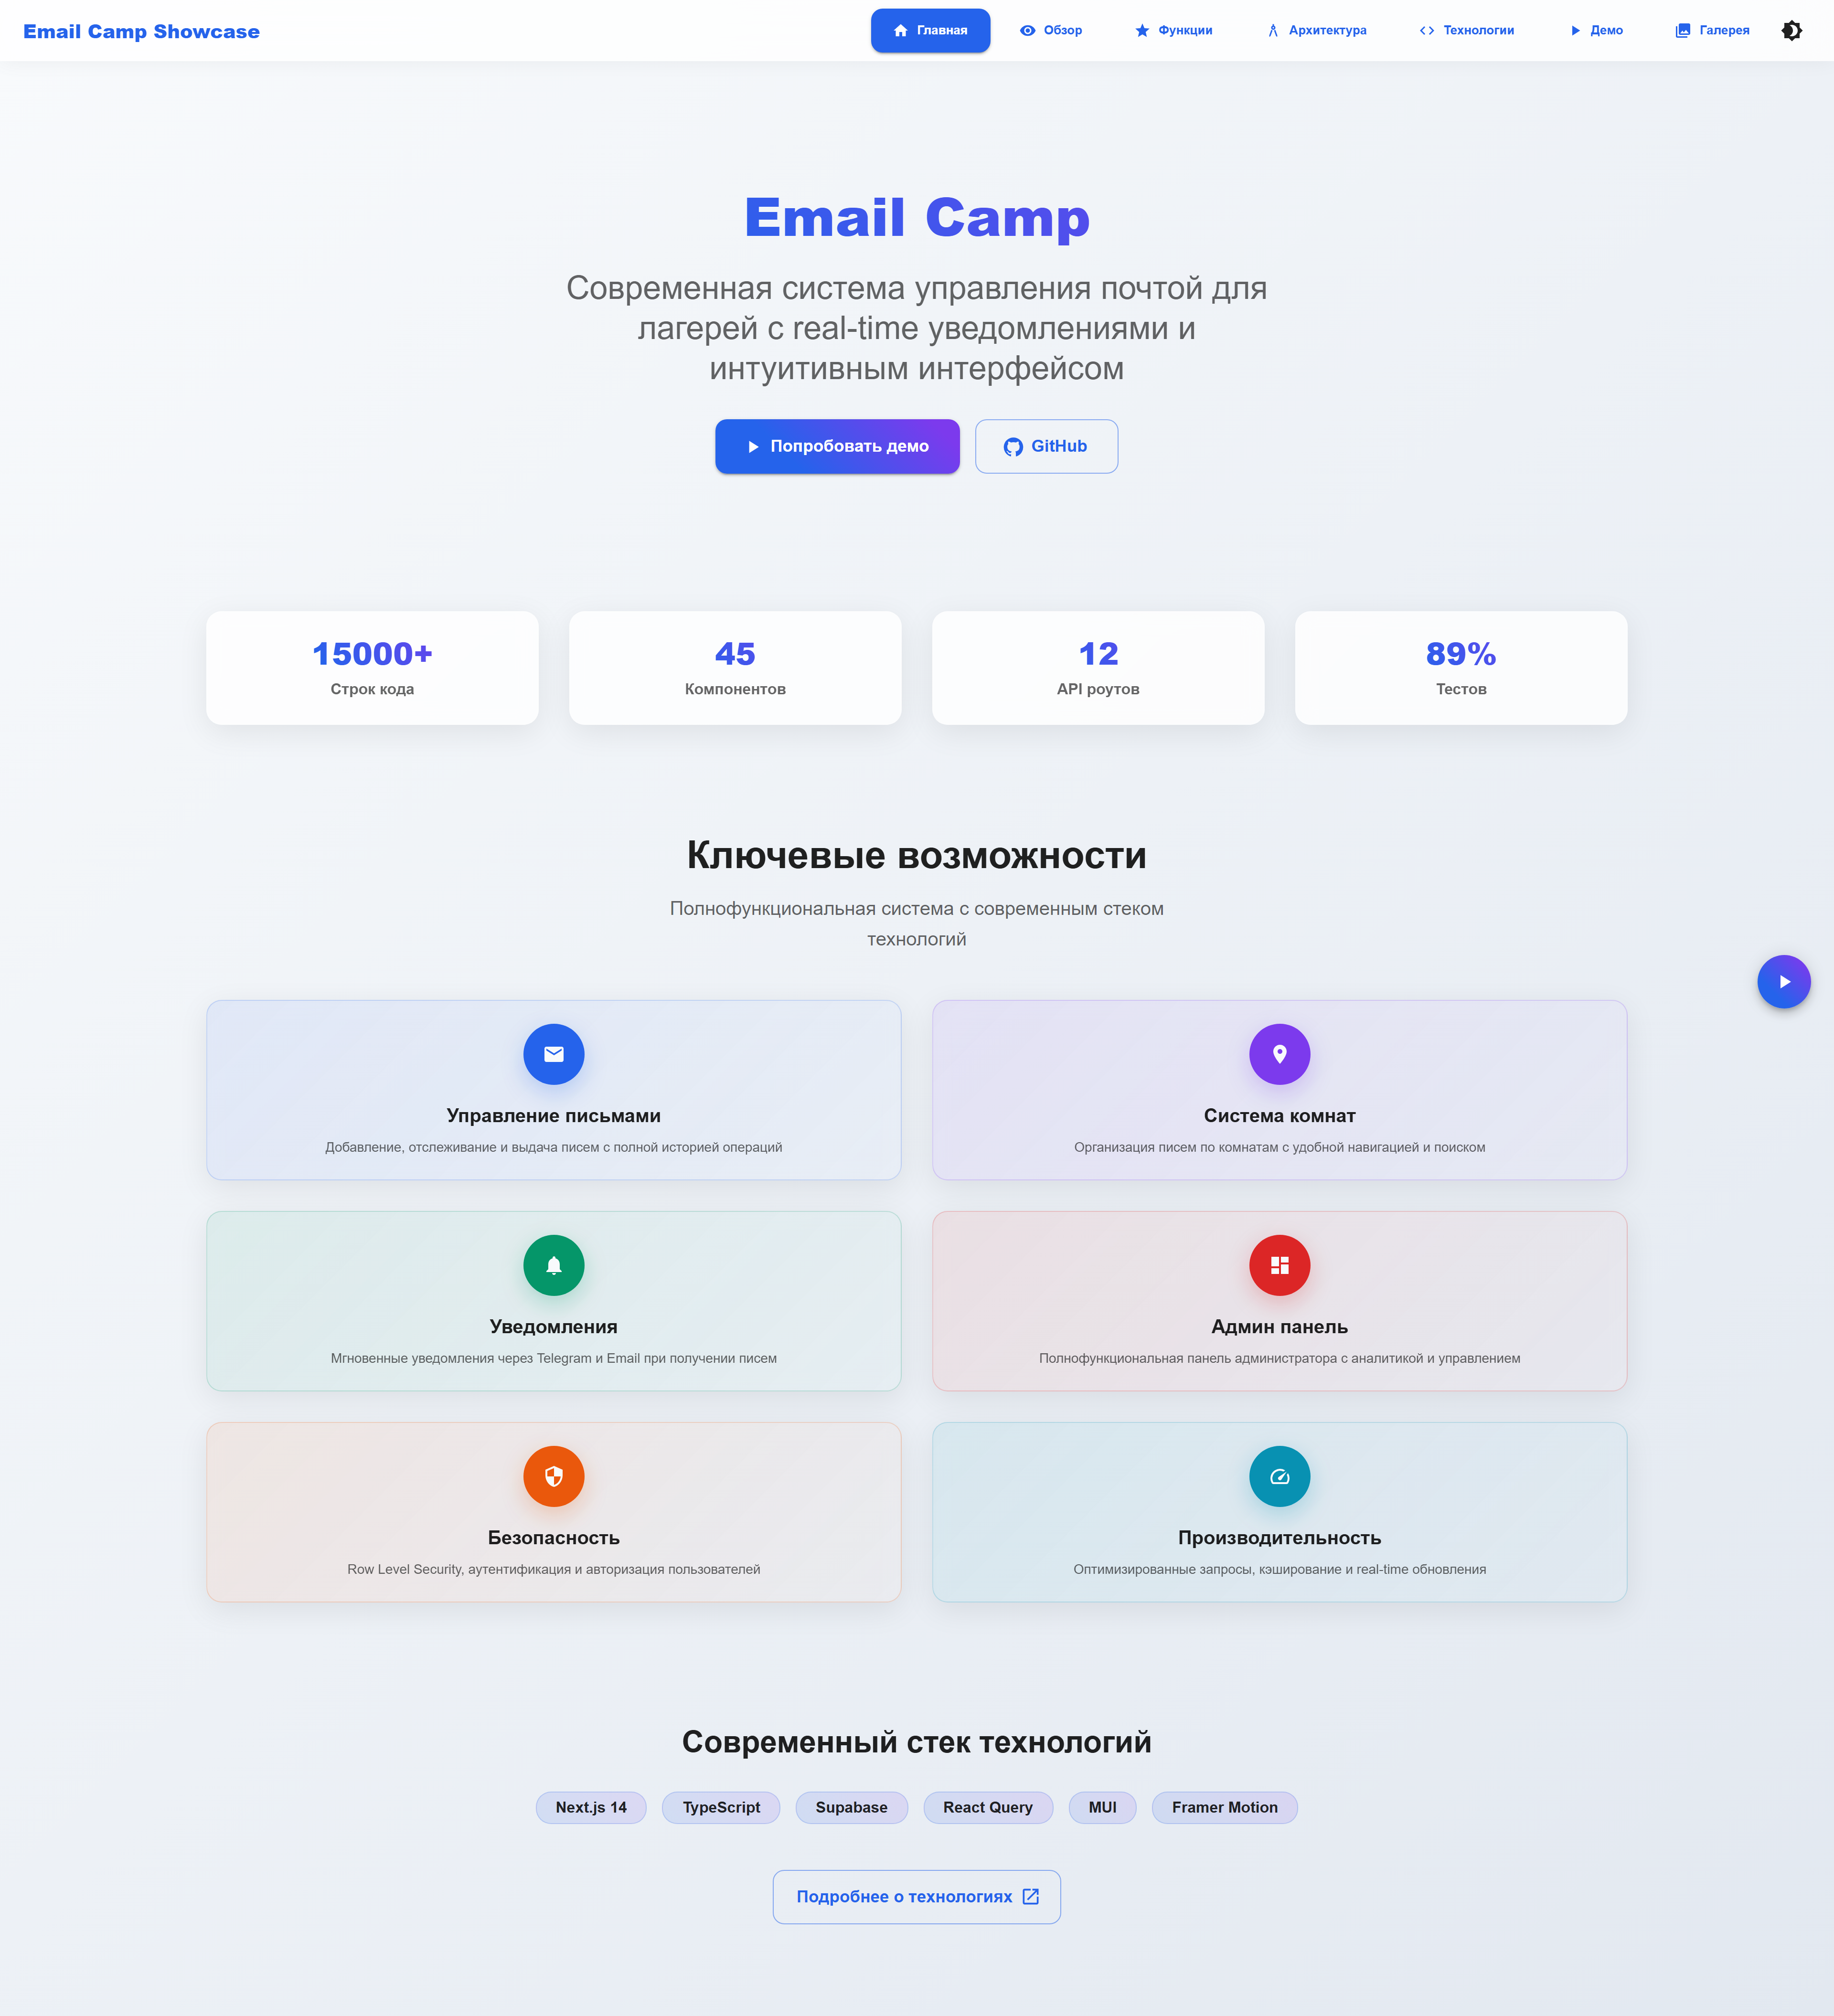 Email Camp Showcase
Главная
Обзор
Функции
Архитектура
Технологии
Демо
Галерея
Email Camp
Современная система управления почтой для
лагерей с real-time уведомлениями и
интуитивным интерфейсом
Попробовать демо
GitHub
15000+
Строк кода
45
Компонентов
12
API роутов
89%
Тестов
Ключевые возможности
Полнофункциональная система с современным стеком
технологий
Управление письмами
Добавление, отслеживание и выдача писем с полной историей операций
Система комнат
Организация писем по комнатам с удобной навигацией и поиском
Уведомления
Мгновенные уведомления через Telegram и Email при получении писем
Админ панель
Полнофункциональная панель администратора с аналитикой и управлением
Безопасность
Row Level Security, аутентификация и авторизация пользователей
Производительность
Оптимизированные запросы, кэширование и real-time обновления
Современный стек технологий
Next.js 14
TypeScript
Supabase
React Query
MUI
Framer Motion
Подробнее о технологиях